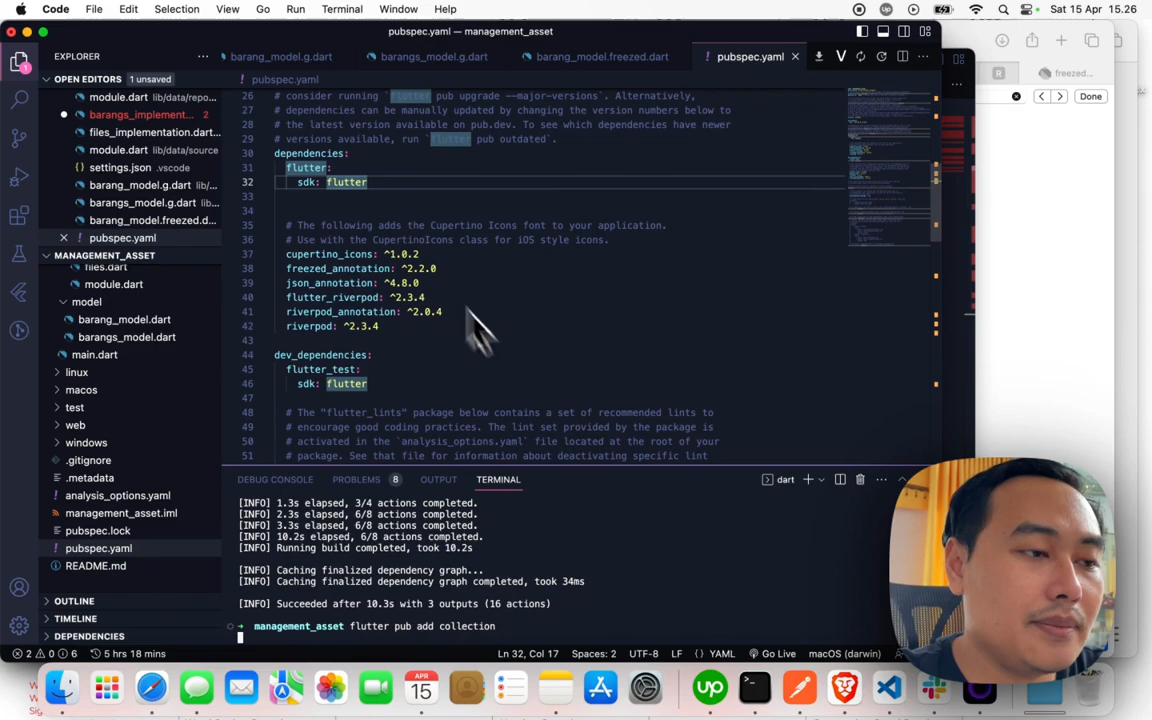 Code File Edit Selection View Go Run Terminal Window Help Sat 15 Apr 15.26
pubspec.yaml — management_asset
EXPLORER
barang_model.g.dart
barangs_model.g.dart
barang_model.freezed.dart
pubspec.yaml
freezed...
Done
OPEN EDITORS 1 unsaved
module.dart lib/data/repo...
barangs_implement... 2
files_implementation.dart...
module.dart lib/data/source
settings.json .vscode
barang_model.g.dart lib/...
barangs_model.g.dart lib...
barang_model.freezed.d...
pubspec.yaml
MANAGEMENT_ASSET
files.dart
module.dart
model
barang_model.dart
barangs_model.dart
main.dart
linux
macos
test
web
windows
.gitignore
.metadata
analysis_options.yaml
management_asset.iml
pubspec.lock
pubspec.yaml
README.md
OUTLINE
TIMELINE
DEPENDENCIES
pubspec.yaml
26 # consider running `flutter pub upgrade --major-versions`. Alternatively,
27 # dependencies can be manually updated by changing the version numbers below to
28 # the latest version available on pub.dev. To see which dependencies have newer
29 # versions available, run `flutter pub outdated`.
30 dependencies:
31 flutter:
32 sdk: flutter
33
34
35 # The following adds the Cupertino Icons font to your application.
36 # Use with the CupertinoIcons class for iOS style icons.
37 cupertino_icons: ^1.0.2
38 freezed_annotation: ^2.2.0
39 json_annotation: ^4.8.0
40 flutter_riverpod: ^2.3.4
41 riverpod_annotation: ^2.0.4
42 riverpod: ^2.3.4
43
44 dev_dependencies:
45 flutter_test:
46 sdk: flutter
47
48 # The "flutter_lints" package below contains a set of recommended lints to
49 # encourage good coding practices. The lint set provided by the package is
50 # activated in the `analysis_options.yaml` file located at the root of your
51 # package. See that file for information about deactivating specific lint
DEBUG CONSOLE PROBLEMS 8 OUTPUT TERMINAL dart
[INFO] 1.3s elapsed, 3/4 actions completed.
[INFO] 2.3s elapsed, 6/8 actions completed.
[INFO] 3.3s elapsed, 6/8 actions completed.
[INFO] 10.2s elapsed, 6/8 actions completed.
[INFO] Running build completed, took 10.2s
[INFO] Caching finalized dependency graph...
[INFO] Caching finalized dependency graph completed, took 34ms
[INFO] Succeeded after 10.3s with 3 outputs (16 actions)
management_asset flutter pub add collection
2 0 6 5 hrs 18 mins Ln 32, Col 17 Spaces: 2 UTF-8 LF YAML Go Live macOS (darwin)
APR
15